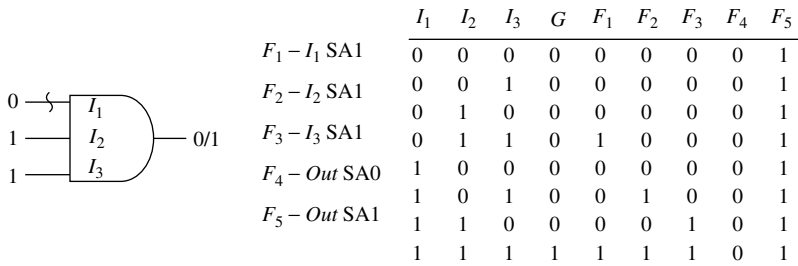 I1 I2 I3 G F1 F2 F3 F4 F5
F1 – I1 SA1
0 0 0 0 0 0 0 0 1
F2 – I2 SA1
0 0 1 0 0 0 0 0 1
0 I1
0 1 0 0 0 0 0 0 1
1 I2 0/1
F3 – I3 SA1
0 1 1 0 1 0 0 0 1
1 I3
F4 – Out SA0
1 0 0 0 0 0 0 0 1
1 0 1 0 0 1 0 0 1
F5 – Out SA1
1 1 0 0 0 0 1 0 1
1 1 1 1 1 1 1 0 1